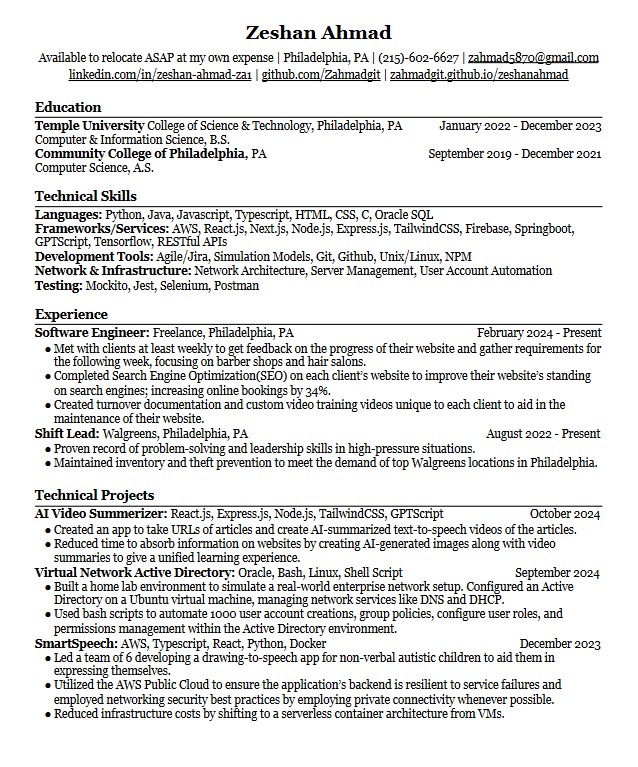 Zeshan Ahmad
Available to relocate ASAP at my own expense | Philadelphia, PA | (215)-602-6627 | zahmad5870@gmail.com
linkedin.com/in/zeshan-ahmad-za1 | github.com/Zahmadgit | zahmadgit.github.io/zeshanahmad
Education
Temple University College of Science & Technology, Philadelphia, PA January 2022 - December 2023
Computer & Information Science, B.S.
Community College of Philadelphia, PA September 2019 - December 2021
Computer Science, A.S.
Technical Skills
Languages: Python, Java, Javascript, Typescript, HTML, CSS, C, Oracle SQL
Frameworks/Services: AWS, React.js, Next.js, Node.js, Express.js, TailwindCSS, Firebase, Springboot,
GPTScript, Tensorflow, RESTful APIs
Development Tools: Agile/Jira, Simulation Models, Git, Github, Unix/Linux, NPM
Network & Infrastructure: Network Architecture, Server Management, User Account Automation
Testing: Mockito, Jest, Selenium, Postman
Experience
Software Engineer: Freelance, Philadelphia, PA February 2024 - Present
● Met with clients at least weekly to get feedback on the progress of their website and gather requirements for
the following week, focusing on barber shops and hair salons.
● Completed Search Engine Optimization(SEO) on each client's website to improve their website's standing
on search engines; increasing online bookings by 34%.
● Created turnover documentation and custom video training videos unique to each client to aid in the
maintenance of their website.
Shift Lead: Walgreens, Philadelphia, PA August 2022 - Present
● Proven record of problem-solving and leadership skills in high-pressure situations.
● Maintained inventory and theft prevention to meet the demand of top Walgreens locations in Philadelphia.
Technical Projects
AI Video Summerizer: React.js, Express.js, Node.js, TailwindCSS, GPTScript October 2024
● Created an app to take URLs of articles and create AI-summarized text-to-speech videos of the articles.
● Reduced time to absorb information on websites by creating AI-generated images along with video
summaries to give a unified learning experience.
Virtual Network Active Directory: Oracle, Bash, Linux, Shell Script September 2024
● Built a home lab environment to simulate a real-world enterprise network setup. Configured an Active
Directory on a Ubuntu virtual machine, managing network services like DNS and DHCP.
● Used bash scripts to automate 1000 user account creations, group policies, configure user roles, and
permissions management within the Active Directory environment.
SmartSpeech: AWS, Typescript, React, Python, Docker December 2023
● Led a team of 6 developing a drawing-to-speech app for non-verbal autistic children to aid them in
expressing themselves.
● Utilized the AWS Public Cloud to ensure the application's backend is resilient to service failures and
employed networking security best practices by employing private connectivity whenever possible.
● Reduced infrastructure costs by shifting to a serverless container architecture from VMs.